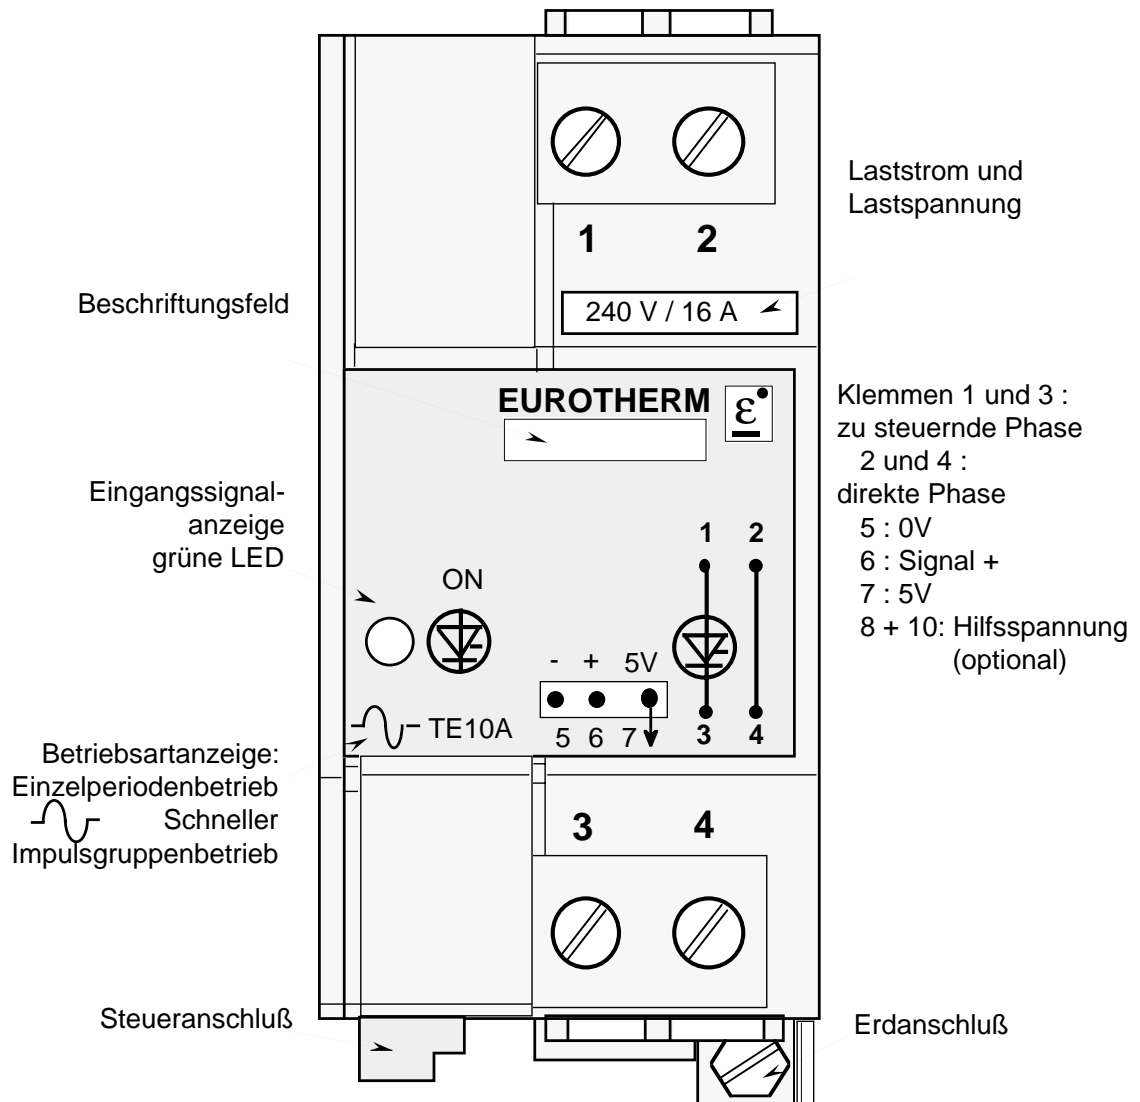 Laststrom und
Lastspannung
1 2
240 V / 16 A
Beschriftungsfeld
EUROTHERM ε
Klemmen 1 und 3 :
zu steuernde Phase
2 und 4 :
direkte Phase
5 : 0V
6 : Signal +
7 : 5V
8 + 10: Hilfsspannung
(optional)
Eingangssignal-
anzeige
grüne LED
1 2
ON
- + 5V
TE10A
5 6 7
3 4
Betriebsartanzeige:
Einzelperiodenbetrieb
Schneller
Impulsgruppenbetrieb
3 4
Steueranschluß
Erdanschluß